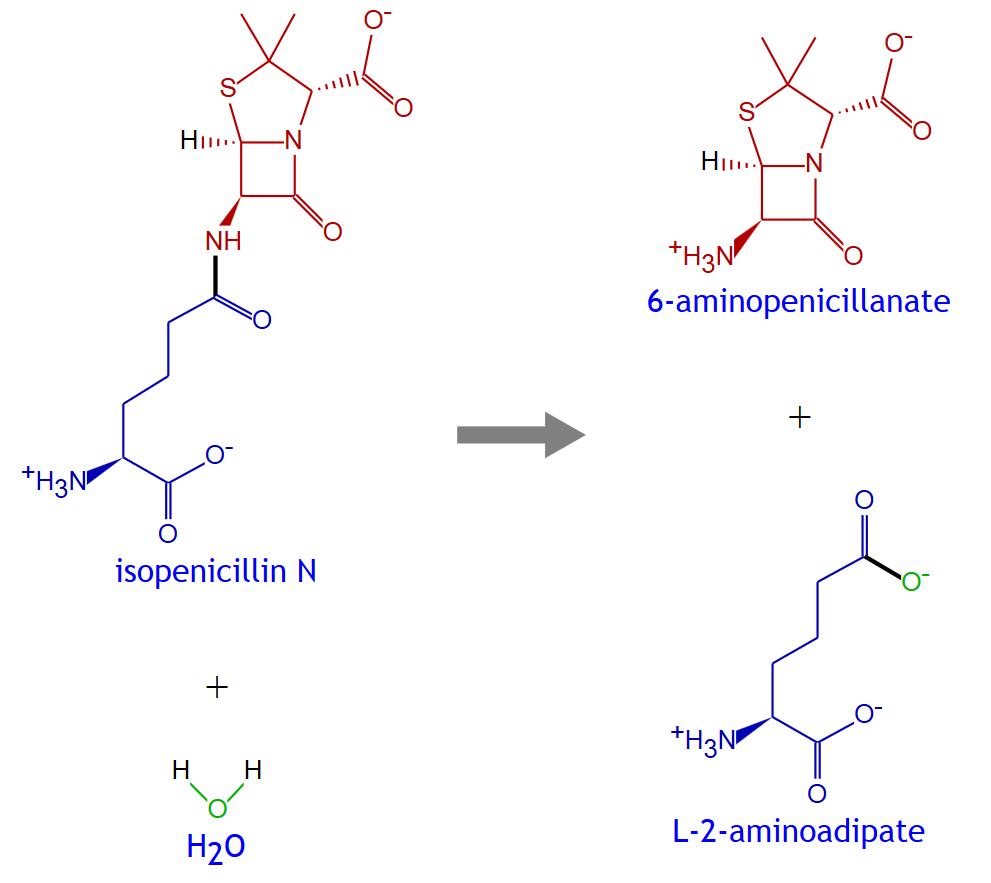 O-
S
O
H
N
O
NH
O
O-
+H3N
O
isopenicillin N
+
H
H
O
H2O
O-
S
O
H
N
+H3N
O
6-aminopenicillanate
+
O
O-
O-
+H3N
O
L-2-aminoadipate